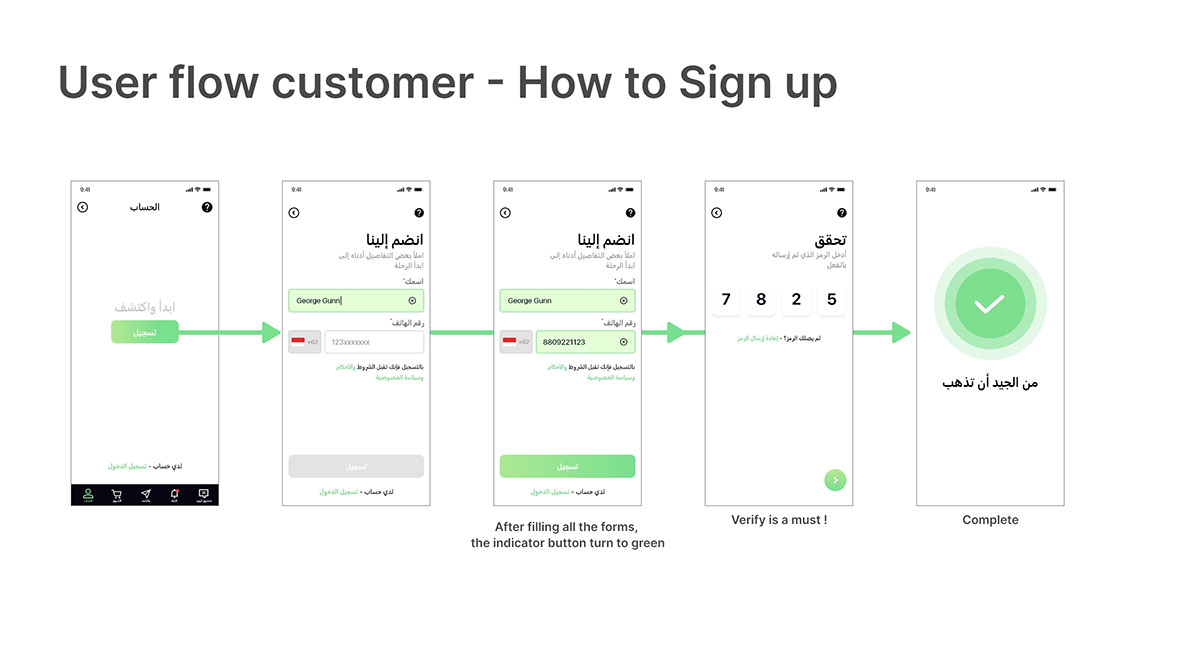 User flow customer - How to Sign up
9:41
الحساب
?
ابدأ واكتشف
تسجيل
لدي حساب - تسجيل الدخول
9:41
?
انضم إلينا
املأ بعض التفاصيل أدناه إلى
ابدأ الرحلة
اسمك*
George Gunn
رقم الهاتف*
+62
123xxxxxxx
بالتسجيل فإنك تقبل الشروط والأحكام
وسياسة الخصوصية
تسجيل
لدي حساب - تسجيل الدخول
9:41
?
انضم إلينا
املأ بعض التفاصيل أدناه إلى
ابدأ الرحلة
اسمك*
George Gunn
رقم الهاتف*
+62
8809221123
بالتسجيل فإنك تقبل الشروط والأحكام
وسياسة الخصوصية
تسجيل
لدي حساب - تسجيل الدخول
After filling all the forms,
the indicator button turn to green
9:41
?
تحقق
أدخل الرمز الذي تم إرساله
بالفعل
7 8 2 5
لم يصلك الرمز؟ - إعادة إرسال الرمز
Verify is a must !
9:41
من الجيد أن تذهب
Complete